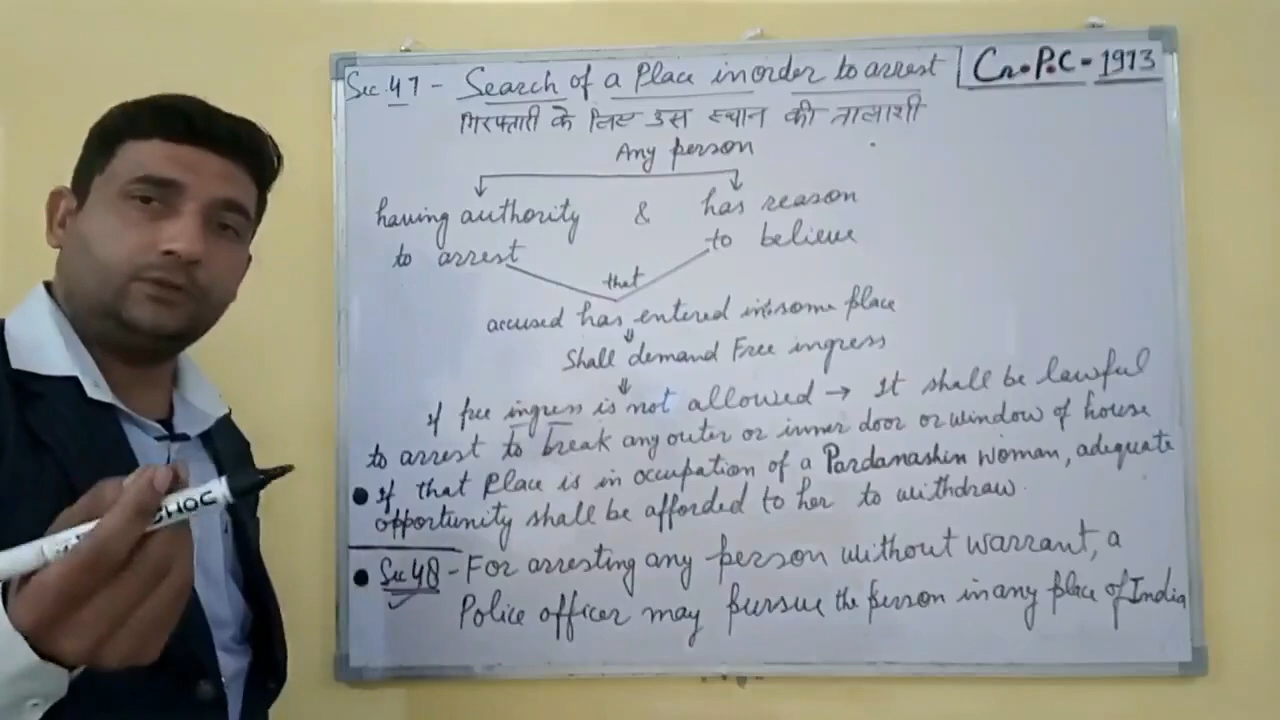 Sec. 47 - Search of a Place in order to arrest
Cr.P.C - 1973
गिरफ्तारी के लिए उस स्थान की तालाशी
Any person
having authority & has reason
to arrest to believe
that
accused has entered into some place
Shall demand Free ingress
If free ingress is not allowed → It shall be lawful
to arrest to break any outer or inner door or window of house
• If that place is in occupation of a Pardanashin Woman, adequate
opportunity shall be afforded to her to withdraw.
• Sec 48 - For arresting any person without warrant, a
Police officer may pursue the person in any place of India